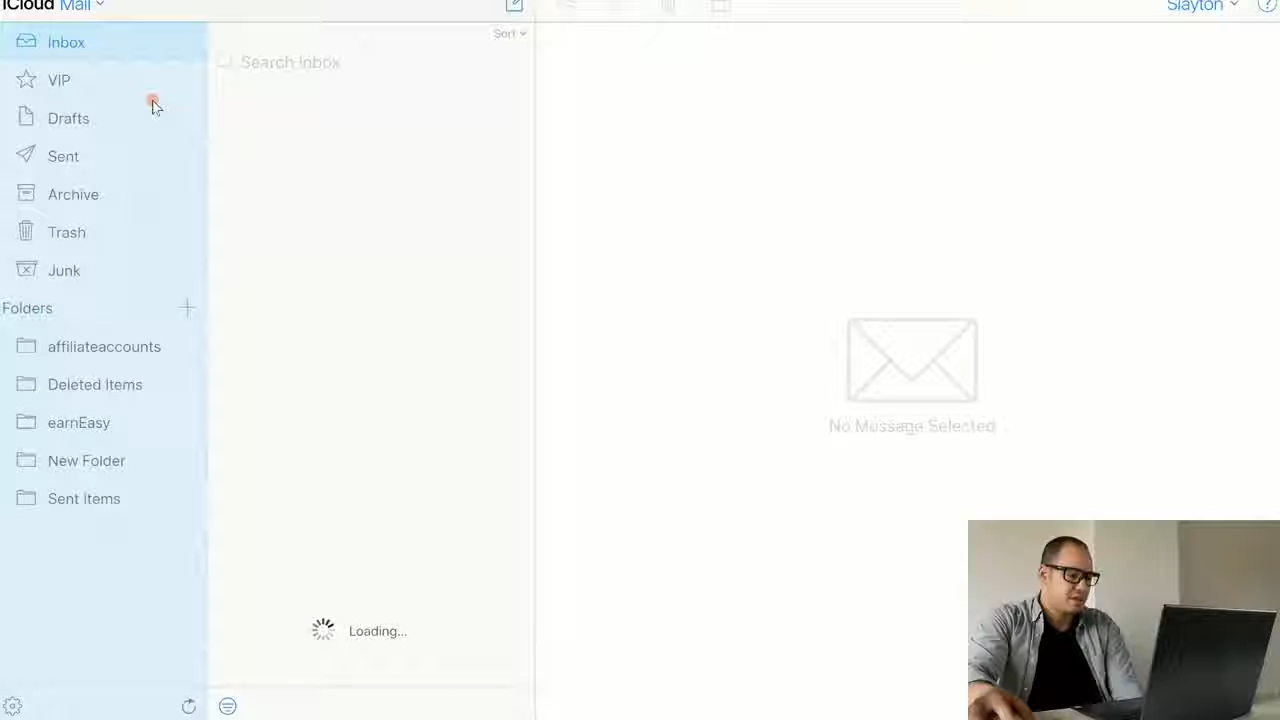 iCloud Mail
Slayton
Inbox
Sort
Search Inbox
VIP
Drafts
Sent
Archive
Trash
Junk
Folders
affiliateaccounts
Deleted Items
earnEasy
New Folder
Sent Items
No Message Selected
Loading...